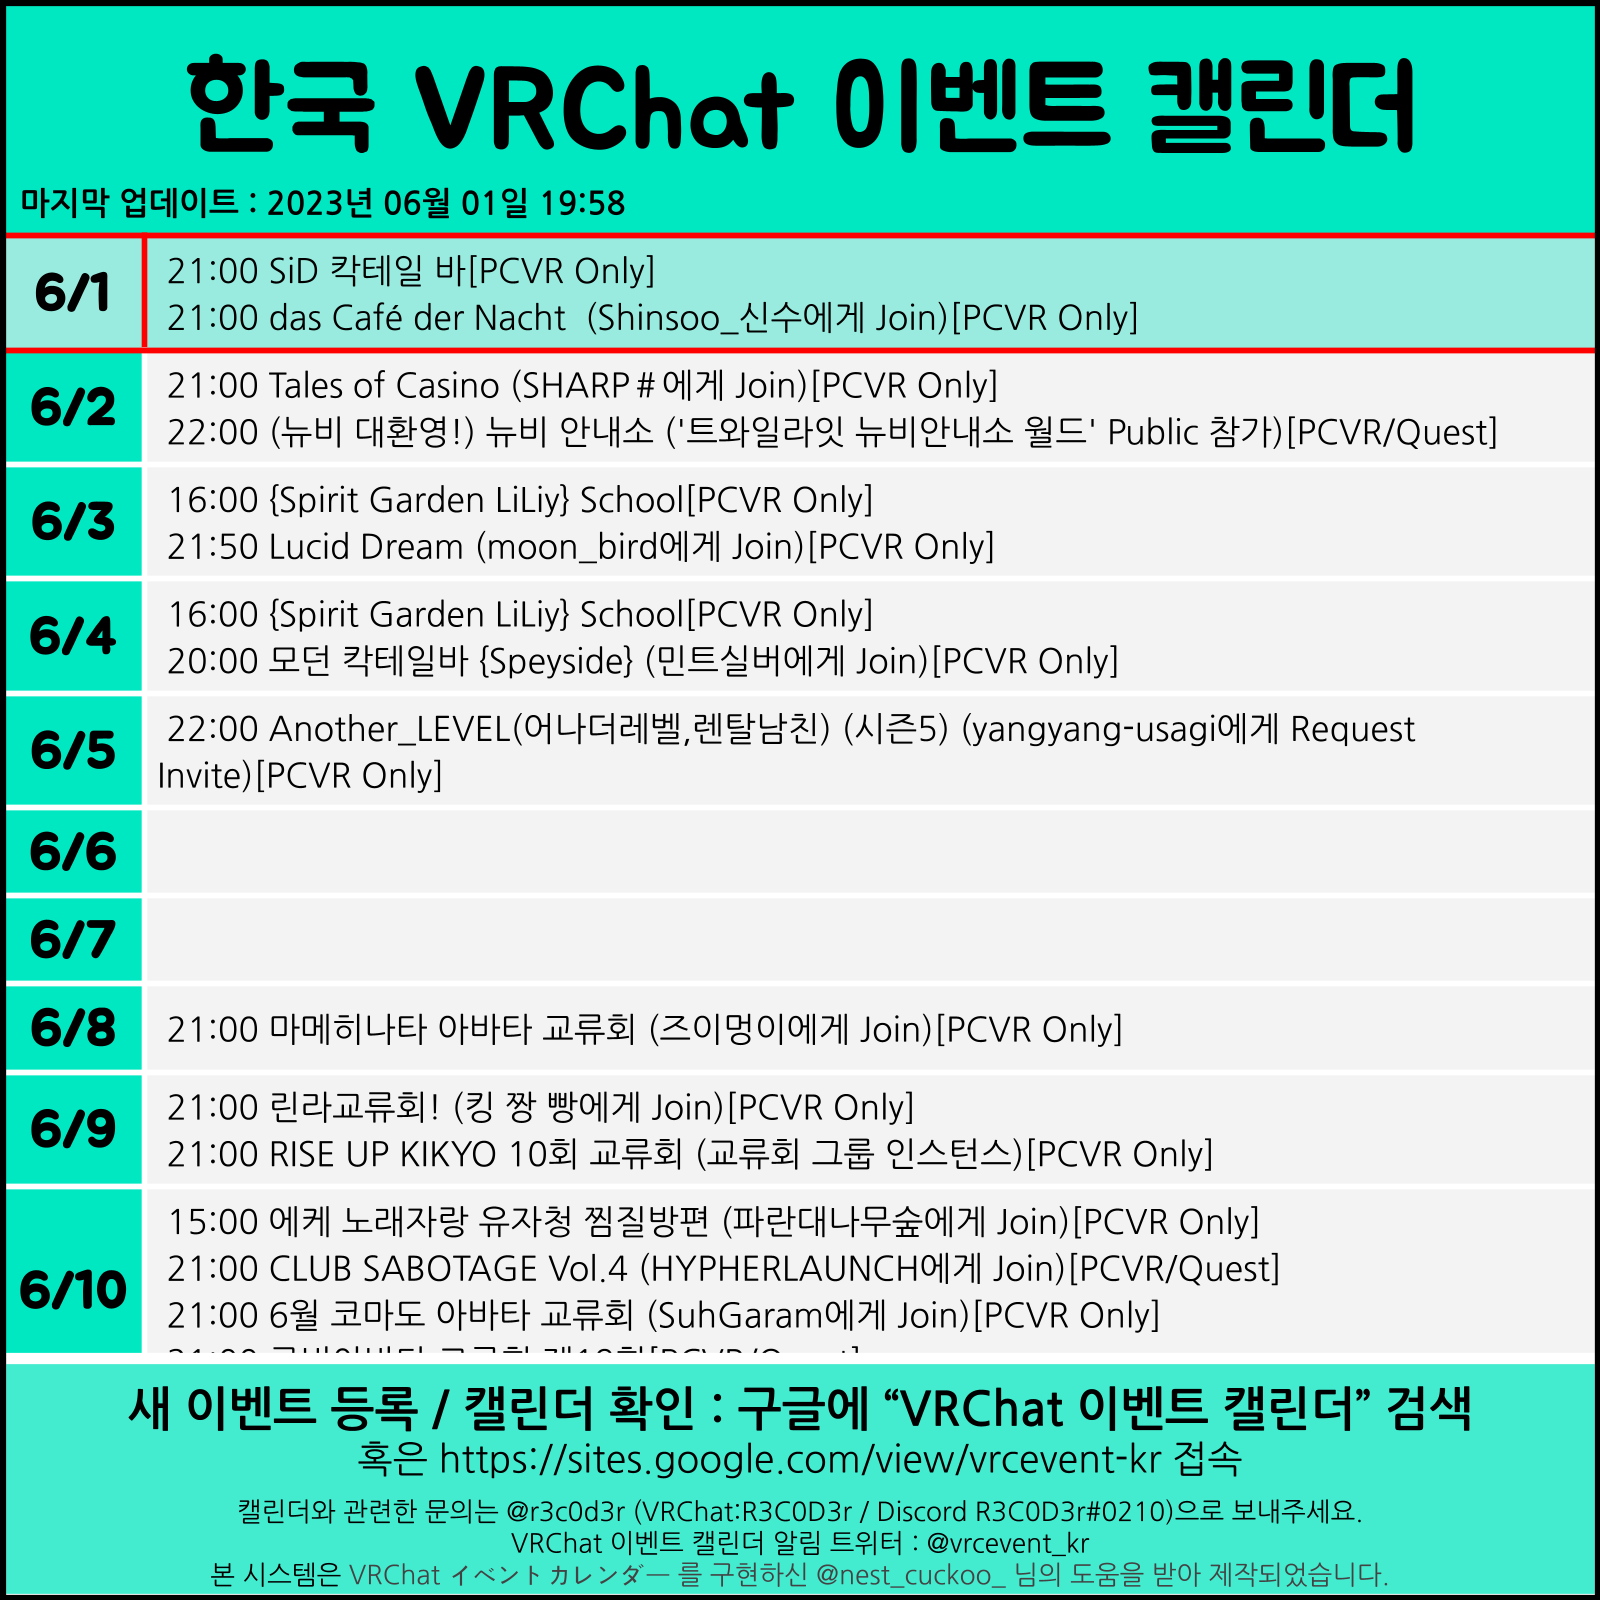 한국 VRChat 이벤트 캘린더
마지막 업데이트 : 2023년 06월 01일 19:58
6/1
21:00 SiD 칵테일 바[PCVR Only]
21:00 das Café der Nacht  (Shinsoo_신수에게 Join)[PCVR Only]
6/2
21:00 Tales of Casino (SHARP＃에게 Join)[PCVR Only]
22:00 (뉴비 대환영!) 뉴비 안내소 ('트와일라잇 뉴비안내소 월드' Public 참가)[PCVR/Quest]
6/3
16:00 {Spirit Garden LiLiy} School[PCVR Only]
21:50 Lucid Dream (moon_bird에게 Join)[PCVR Only]
6/4
16:00 {Spirit Garden LiLiy} School[PCVR Only]
20:00 모던 칵테일바 {Speyside} (민트실버에게 Join)[PCVR Only]
6/5
22:00 Another_LEVEL(어나더레벨,렌탈남친) (시즌5) (yangyang-usagi에게 Request
Invite)[PCVR Only]
6/6
6/7
6/8
21:00 마메히나타 아바타 교류회 (즈이멍이에게 Join)[PCVR Only]
6/9
21:00 린라교류회! (킹 짱 빵에게 Join)[PCVR Only]
21:00 RISE UP KIKYO 10회 교류회 (교류회 그룹 인스턴스)[PCVR Only]
6/10
15:00 에케 노래자랑 유자청 찜질방편 (파란대나무숲에게 Join)[PCVR Only]
21:00 CLUB SABOTAGE Vol.4 (HYPHERLAUNCH에게 Join)[PCVR/Quest]
21:00 6월 코마도 아바타 교류회 (SuhGaram에게 Join)[PCVR Only]
새 이벤트 등록 / 캘린더 확인 : 구글에 “VRChat 이벤트 캘린더” 검색
혹은 https://sites.google.com/view/vrcevent-kr 접속
캘린더와 관련한 문의는 @r3c0d3r (VRChat:R3C0D3r / Discord R3C0D3r#0210)으로 보내주세요.
VRChat 이벤트 캘린더 알림 트위터 : @vrcevent_kr
본 시스템은 VRChat イベントカレンダー 를 구현하신 @nest_cuckoo_ 님의 도움을 받아 제작되었습니다.